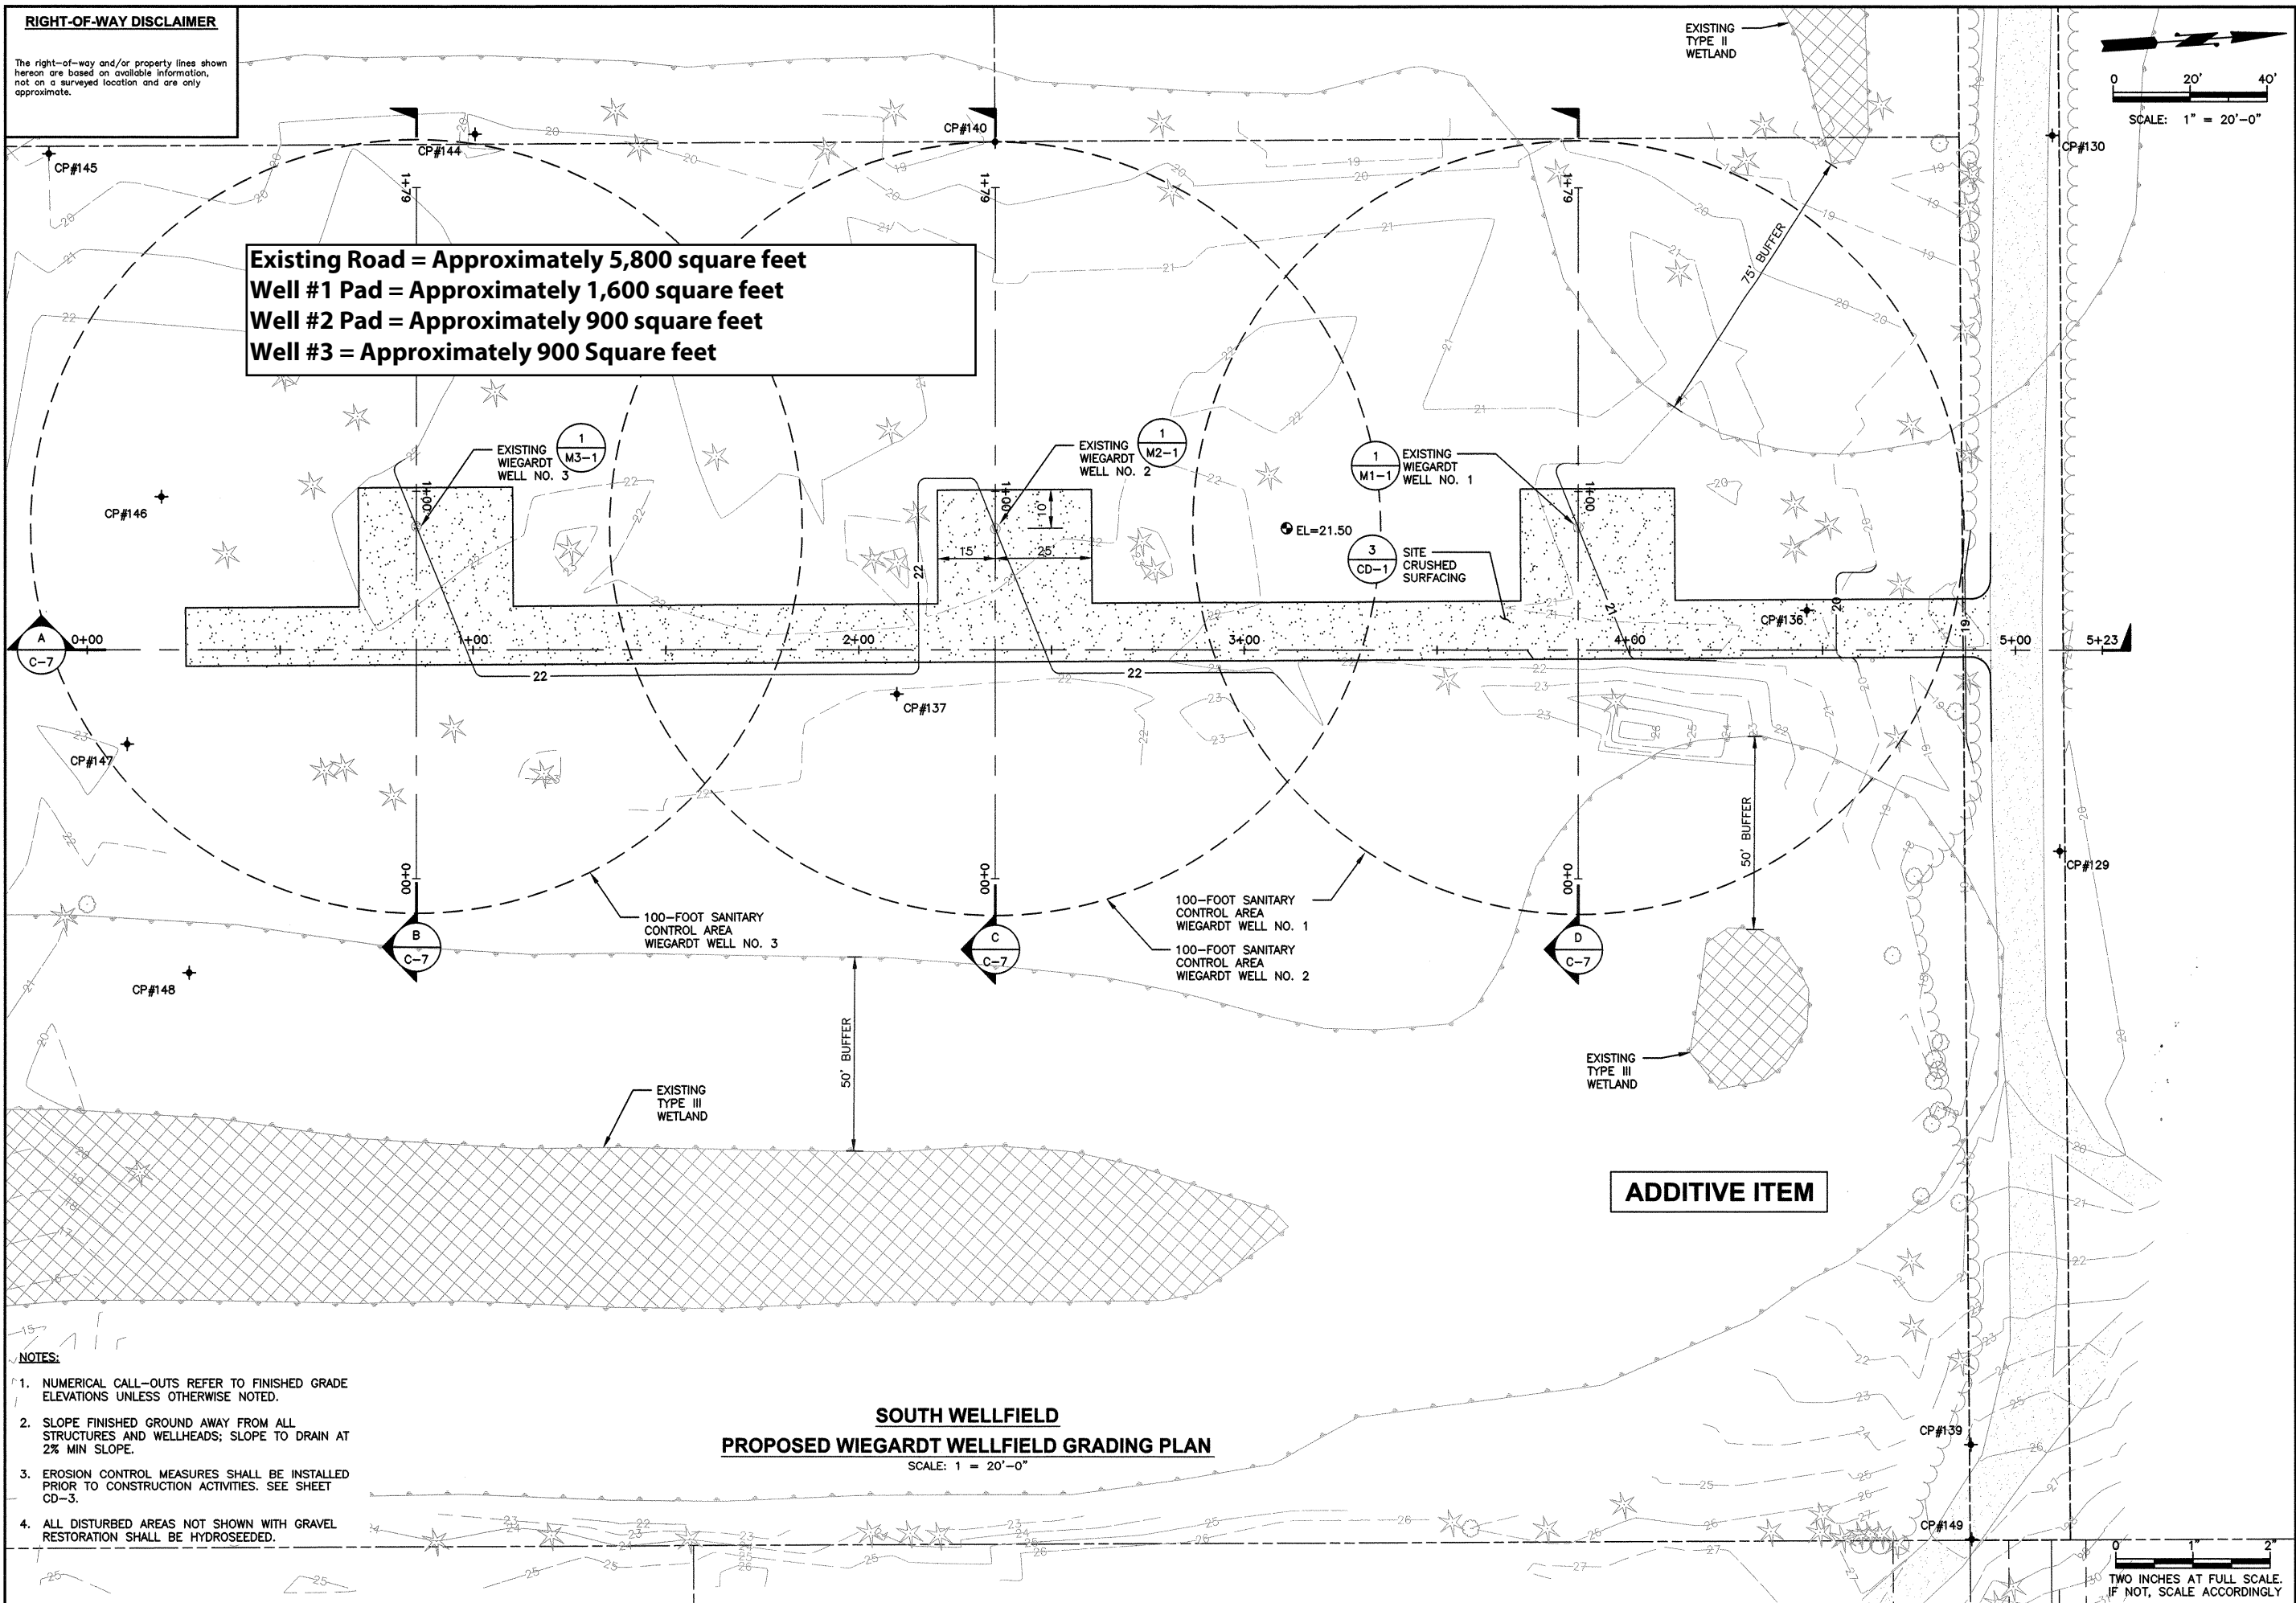 RIGHT-OF-WAY DISCLAIMER
The right-of-way and/or property lines shown
hereon are based on available information,
not on a surveyed location and are only
approximate.
EXISTING
TYPE II
WETLAND
0 20' 40'
SCALE: 1" = 20'-0"
CP#145
CP#144
CP#140
CP#130
1+79
1+79
1+79
75' BUFFER
Existing Road = Approximately 5,800 square feet
Well #1 Pad = Approximately 1,600 square feet
Well #2 Pad = Approximately 900 square feet
Well #3 = Approximately 900 Square feet
EXISTING
WIEGARDT
WELL NO. 3
1
M3-1
EXISTING
WIEGARDT
WELL NO. 2
1
M2-1
1
M1-1
EXISTING
WIEGARDT
WELL NO. 1
CP#146
1+00
1+00
1+00
10'
15'
25'
EL=21.50
3
CD-1
SITE
CRUSHED
SURFACING
22
21
20
19
CP#136
A
C-7
0+00
1+00
2+00
3+00
4+00
5+00
5+23
22
22
CP#137
CP#147
50' BUFFER
CP#129
0+00
0+00
0+00
100-FOOT SANITARY
CONTROL AREA
WIEGARDT WELL NO. 3
100-FOOT SANITARY
CONTROL AREA
WIEGARDT WELL NO. 1
100-FOOT SANITARY
CONTROL AREA
WIEGARDT WELL NO. 2
B
C-7
C
C-7
D
C-7
CP#148
50' BUFFER
EXISTING
TYPE III
WETLAND
EXISTING
TYPE III
WETLAND
ADDITIVE ITEM
NOTES:
1. NUMERICAL CALL-OUTS REFER TO FINISHED GRADE
ELEVATIONS UNLESS OTHERWISE NOTED.
2. SLOPE FINISHED GROUND AWAY FROM ALL
STRUCTURES AND WELLHEADS; SLOPE TO DRAIN AT
2% MIN SLOPE.
3. EROSION CONTROL MEASURES SHALL BE INSTALLED
PRIOR TO CONSTRUCTION ACTIVITIES. SEE SHEET
CD-3.
4. ALL DISTURBED AREAS NOT SHOWN WITH GRAVEL
RESTORATION SHALL BE HYDROSEEDED.
SOUTH WELLFIELD
PROPOSED WIEGARDT WELLFIELD GRADING PLAN
SCALE: 1 = 20'-0"
CP#139
CP#149
0 1" 2"
TWO INCHES AT FULL SCALE.
IF NOT, SCALE ACCORDINGLY